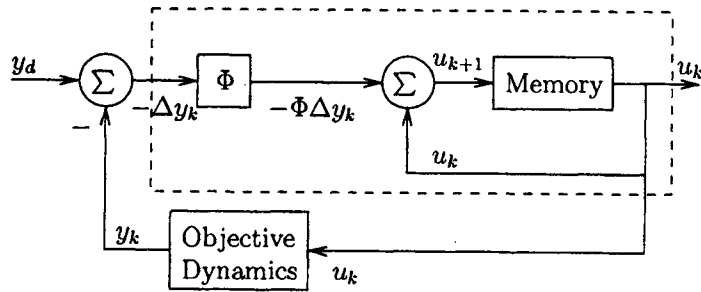 y_d
Σ
−
−Δy_k
Φ
−ΦΔy_k
Σ
u_{k+1}
Memory
u_k
u_k
y_k
Objective
Dynamics
u_k